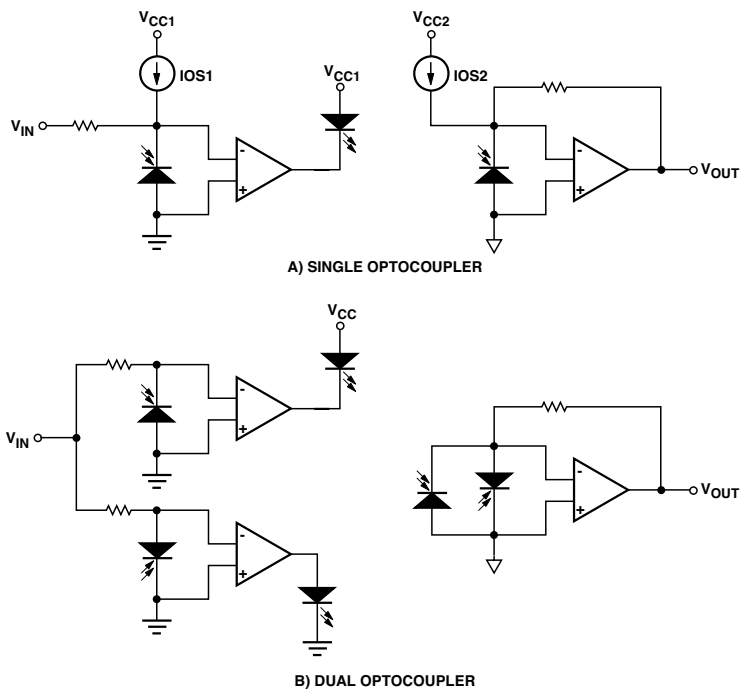 VCC1
IOS1
VCC1
VIN
-
+
VCC2
IOS2
-
+
VOUT
A) SINGLE OPTOCOUPLER
VCC
-
+
VIN
-
+
-
+
VOUT
B) DUAL OPTOCOUPLER